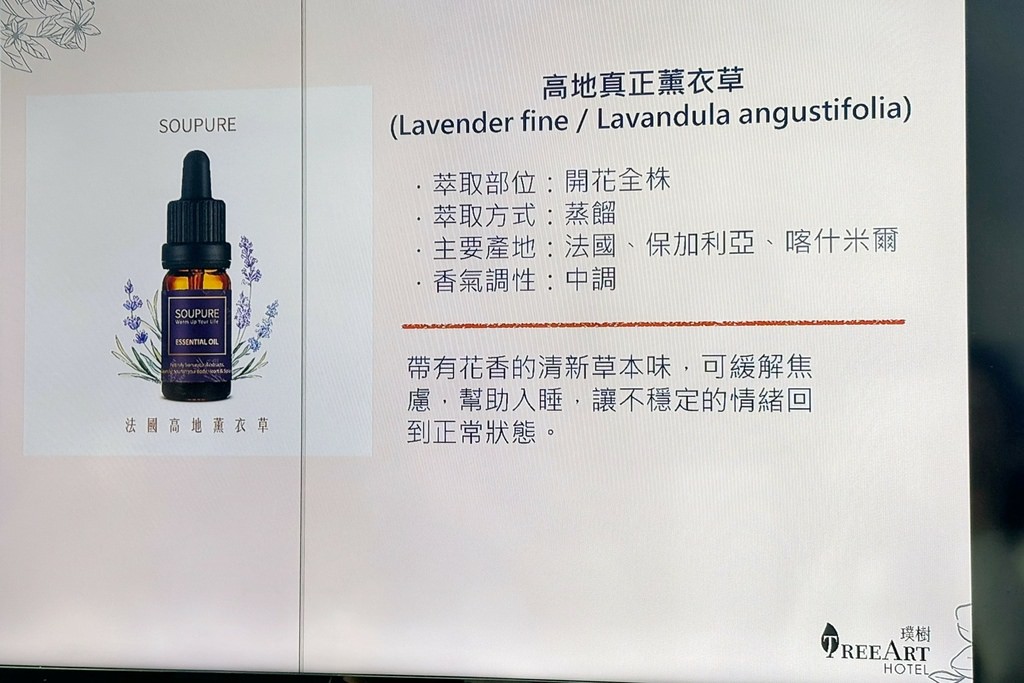 SOUPURE
SOUPURE
Warm up Your Life
ESSENTIAL OIL
法國高地薰衣草
高地真正薰衣草
(Lavender fine / Lavandula angustifolia)
．萃取部位：開花全株
．萃取方式：蒸餾
．主要產地：法國、保加利亞、喀什米爾
．香氣調性：中調
帶有花香的清新草本味，可緩解焦
慮，幫助入睡，讓不穩定的情緒回
到正常狀態。
璞樹
TREEART
HOTEL